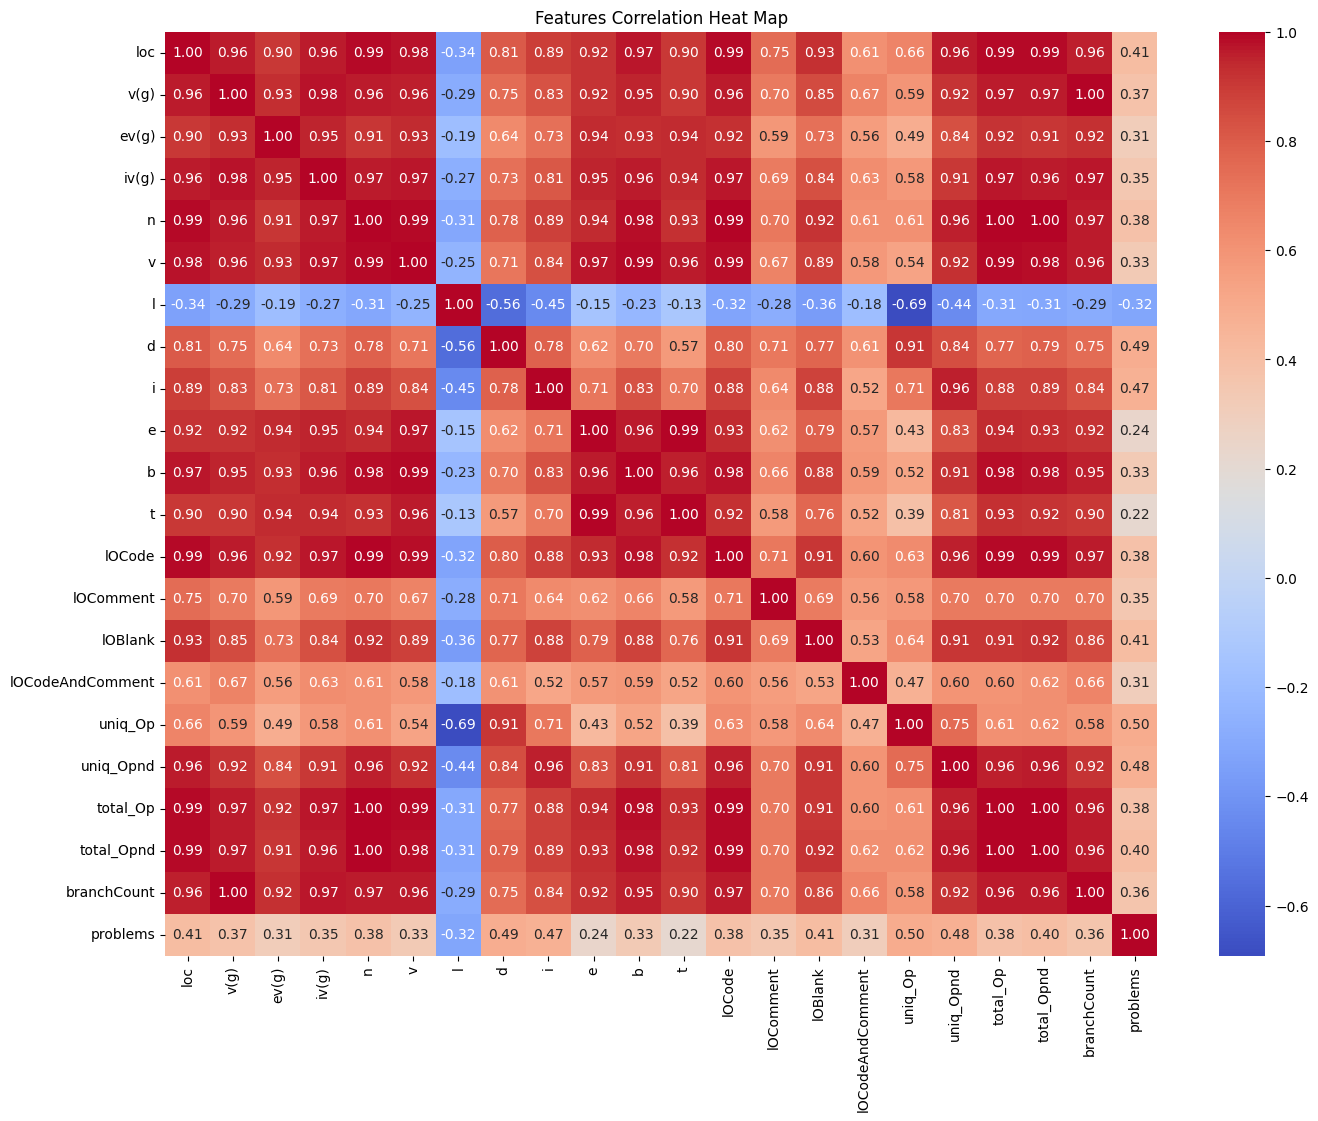 Features Correlation Heat Map
loc 1.00 0.96 0.90 0.96 0.99 0.98 -0.34 0.81 0.89 0.92 0.97 0.90 0.99 0.75 0.93 0.61 0.66 0.96 0.99 0.99 0.96 0.41
v(g) 0.96 1.00 0.93 0.98 0.96 0.96 -0.29 0.75 0.83 0.92 0.95 0.90 0.96 0.70 0.85 0.67 0.59 0.92 0.97 0.97 1.00 0.37
ev(g) 0.90 0.93 1.00 0.95 0.91 0.93 -0.19 0.64 0.73 0.94 0.93 0.94 0.92 0.59 0.73 0.56 0.49 0.84 0.92 0.91 0.92 0.31
iv(g) 0.96 0.98 0.95 1.00 0.97 0.97 -0.27 0.73 0.81 0.95 0.96 0.94 0.97 0.69 0.84 0.63 0.58 0.91 0.97 0.96 0.97 0.35
n 0.99 0.96 0.91 0.97 1.00 0.99 -0.31 0.78 0.89 0.94 0.98 0.93 0.99 0.70 0.92 0.61 0.61 0.96 1.00 1.00 0.97 0.38
v 0.98 0.96 0.93 0.97 0.99 1.00 -0.25 0.71 0.84 0.97 0.99 0.96 0.99 0.67 0.89 0.58 0.54 0.92 0.99 0.98 0.96 0.33
l -0.34 -0.29 -0.19 -0.27 -0.31 -0.25 1.00 -0.56 -0.45 -0.15 -0.23 -0.13 -0.32 -0.28 -0.36 -0.18 -0.69 -0.44 -0.31 -0.31 -0.29 -0.32
d 0.81 0.75 0.64 0.73 0.78 0.71 -0.56 1.00 0.78 0.62 0.70 0.57 0.80 0.71 0.77 0.61 0.91 0.84 0.77 0.79 0.75 0.49
i 0.89 0.83 0.73 0.81 0.89 0.84 -0.45 0.78 1.00 0.71 0.83 0.70 0.88 0.64 0.88 0.52 0.71 0.96 0.88 0.89 0.84 0.47
e 0.92 0.92 0.94 0.95 0.94 0.97 -0.15 0.62 0.71 1.00 0.96 0.99 0.93 0.62 0.79 0.57 0.43 0.83 0.94 0.93 0.92 0.24
b 0.97 0.95 0.93 0.96 0.98 0.99 -0.23 0.70 0.83 0.96 1.00 0.96 0.98 0.66 0.88 0.59 0.52 0.91 0.98 0.98 0.95 0.33
t 0.90 0.90 0.94 0.94 0.93 0.96 -0.13 0.57 0.70 0.99 0.96 1.00 0.92 0.58 0.76 0.52 0.39 0.81 0.93 0.92 0.90 0.22
lOCode 0.99 0.96 0.92 0.97 0.99 0.99 -0.32 0.80 0.88 0.93 0.98 0.92 1.00 0.71 0.91 0.60 0.63 0.96 0.99 0.99 0.97 0.38
lOComment 0.75 0.70 0.59 0.69 0.70 0.67 -0.28 0.71 0.64 0.62 0.66 0.58 0.71 1.00 0.69 0.56 0.58 0.70 0.70 0.70 0.70 0.35
lOBlank 0.93 0.85 0.73 0.84 0.92 0.89 -0.36 0.77 0.88 0.79 0.88 0.76 0.91 0.69 1.00 0.53 0.64 0.91 0.91 0.92 0.86 0.41
lOCodeAndComment 0.61 0.67 0.56 0.63 0.61 0.58 -0.18 0.61 0.52 0.57 0.59 0.52 0.60 0.56 0.53 1.00 0.47 0.60 0.60 0.62 0.66 0.31
uniq_Op 0.66 0.59 0.49 0.58 0.61 0.54 -0.69 0.91 0.71 0.43 0.52 0.39 0.63 0.58 0.64 0.47 1.00 0.75 0.61 0.62 0.58 0.50
uniq_Opnd 0.96 0.92 0.84 0.91 0.96 0.92 -0.44 0.84 0.96 0.83 0.91 0.81 0.96 0.70 0.91 0.60 0.75 1.00 0.96 0.96 0.92 0.48
total_Op 0.99 0.97 0.92 0.97 1.00 0.99 -0.31 0.77 0.88 0.94 0.98 0.93 0.99 0.70 0.91 0.60 0.61 0.96 1.00 1.00 0.96 0.38
total_Opnd 0.99 0.97 0.91 0.96 1.00 0.98 -0.31 0.79 0.89 0.93 0.98 0.92 0.99 0.70 0.92 0.62 0.62 0.96 1.00 1.00 0.96 0.40
branchCount 0.96 1.00 0.92 0.97 0.97 0.96 -0.29 0.75 0.84 0.92 0.95 0.90 0.97 0.70 0.86 0.66 0.58 0.92 0.96 0.96 1.00 0.36
problems 0.41 0.37 0.31 0.35 0.38 0.33 -0.32 0.49 0.47 0.24 0.33 0.22 0.38 0.35 0.41 0.31 0.50 0.48 0.38 0.40 0.36 1.00
loc v(g) ev(g) iv(g) n v l d i e b t lOCode lOComment lOBlank lOCodeAndComment uniq_Op uniq_Opnd total_Op total_Opnd branchCount problems
1.0
0.8
0.6
0.4
0.2
0.0
−0.2
−0.4
−0.6